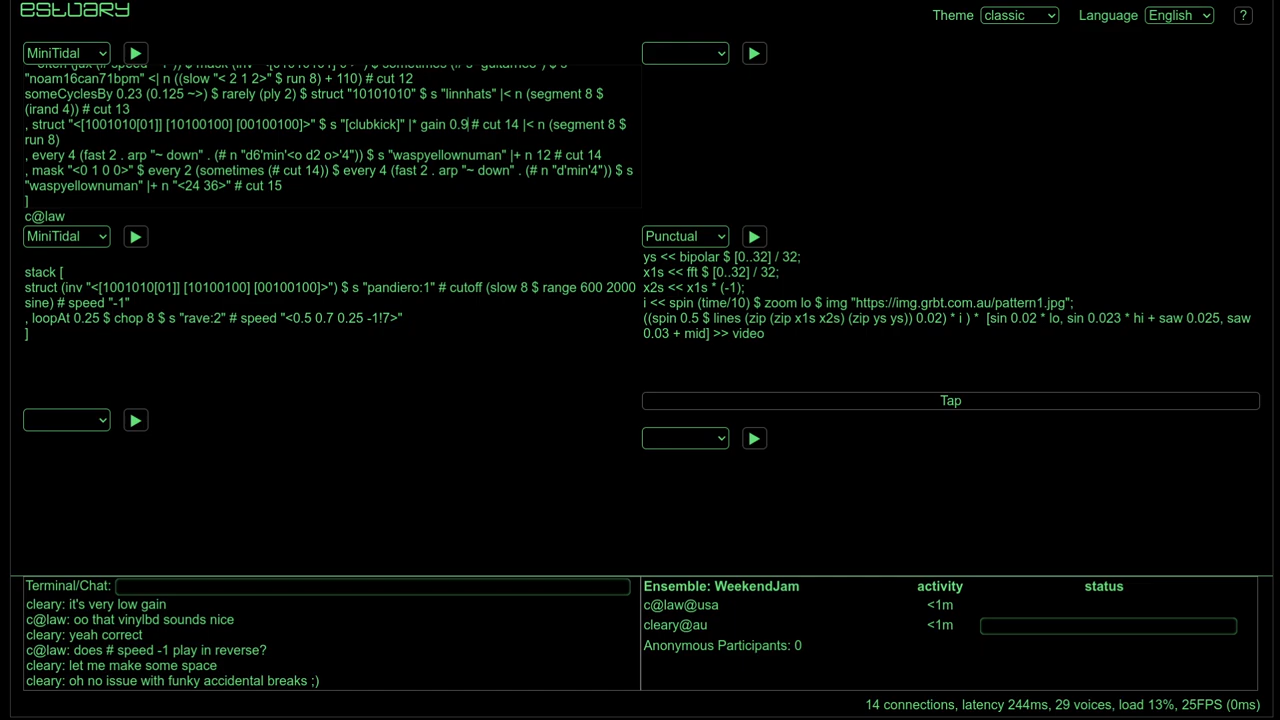 estuary
Theme classic Language English ?
MiniTidal
"noam16can71bpm" <| n ((slow "< 2 1 2>" $ run 8) + 110) # cut 12
someCyclesBy 0.23 (0.125 ~>) $ rarely (ply 2) $ struct "10101010" $ s "linnhats" |< n (segment 8 $
(irand 4)) # cut 13
, struct "<[1001010[01]] [10100100] [00100100]>" $ s "[clubkick]" |* gain 0.9 # cut 14 |< n (segment 8 $
run 8)
, every 4 (fast 2 . arp "~ down" . (# n "d6'min'<o d2 o>'4")) $ s "waspyellownuman" |+ n 12 # cut 14
, mask "<0 1 0 0>" $ every 2 (sometimes (# cut 14)) $ every 4 (fast 2 . arp "~ down" . (# n "d'min'4")) $ s
"waspyellownuman" |+ n "<24 36>" # cut 15
]
c@law
MiniTidal
stack [
struct (inv "<[1001010[01]] [10100100] [00100100]>") $ s "pandiero:1" # cutoff (slow 8 $ range 600 2000
sine) # speed "-1"
, loopAt 0.25 $ chop 8 $ s "rave:2" # speed "<0.5 0.7 0.25 -1!7>"
]
Punctual
ys << bipolar $ [0..32] / 32;
x1s << fft $ [0..32] / 32;
x2s << x1s * (-1);
i << spin (time/10) $ zoom lo $ img "https://img.grbt.com.au/pattern1.jpg";
((spin 0.5 $ lines (zip (zip x1s x2s) (zip ys ys)) 0.02) * i ) * [sin 0.02 * lo, sin 0.023 * hi + saw 0.025, saw
0.03 + mid] >> video
Tap
Terminal/Chat:
cleary: it's very low gain
c@law: oo that vinylbd sounds nice
cleary: yeah correct
c@law: does # speed -1 play in reverse?
cleary: let me make some space
cleary: oh no issue with funky accidental breaks ;)
Ensemble: WeekendJam activity status
c@law@usa <1m
cleary@au <1m
Anonymous Participants: 0
14 connections, latency 244ms, 29 voices, load 13%, 25FPS (0ms)